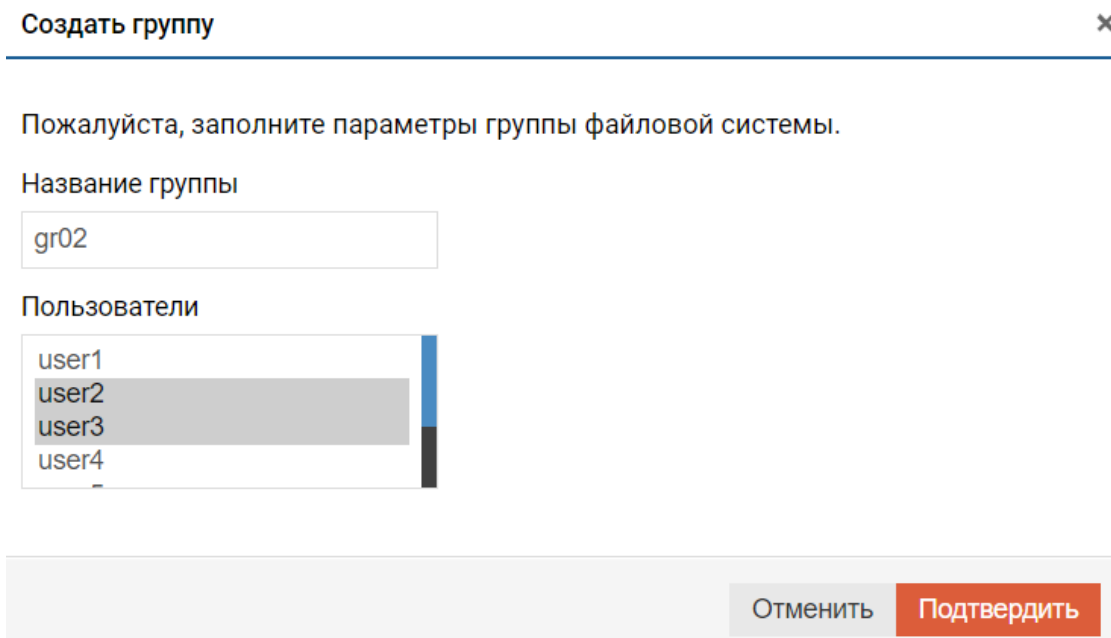 Создать группу
Пожалуйста, заполните параметры группы файловой системы.
Название группы
gr02
Пользователи
user1
user2
user3
user4
Отменить Подтвердить